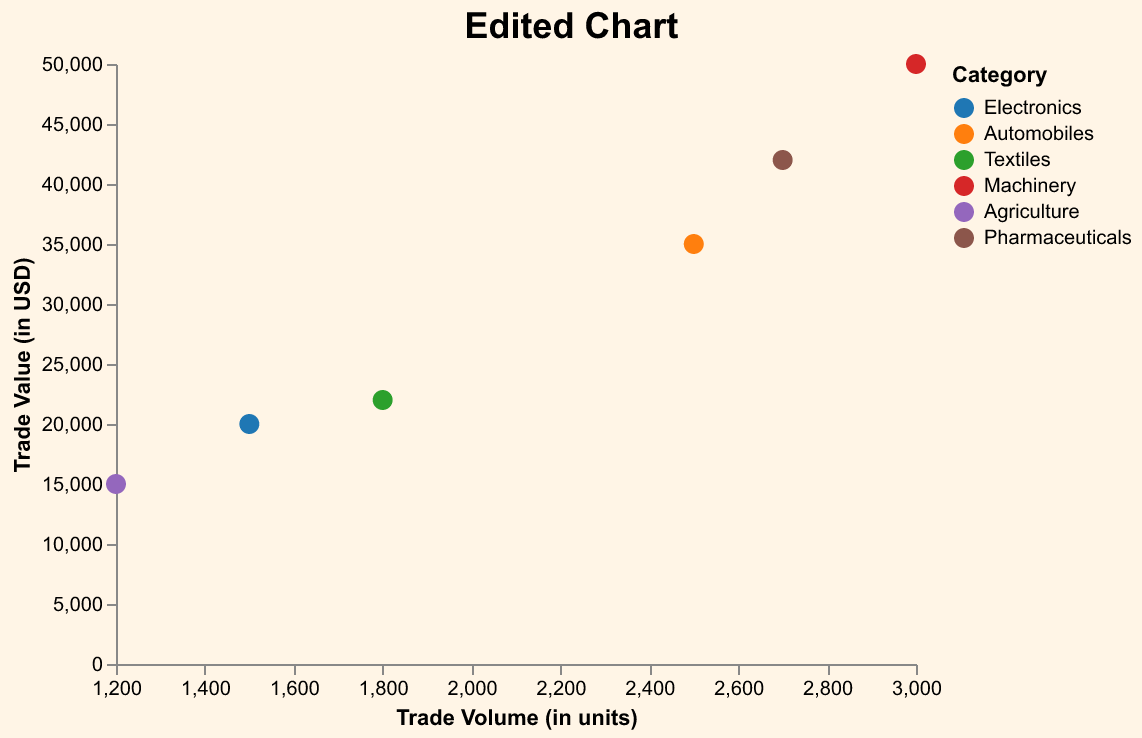 Edited Chart
50,000
45,000
40,000
35,000
30,000
25,000
20,000
15,000
10,000
5,000
0
Trade Value (in USD)
1,200 1,400 1,600 1,800 2,000 2,200 2,400 2,600 2,800 3,000
Trade Volume (in units)
Category
Electronics
Automobiles
Textiles
Machinery
Agriculture
Pharmaceuticals